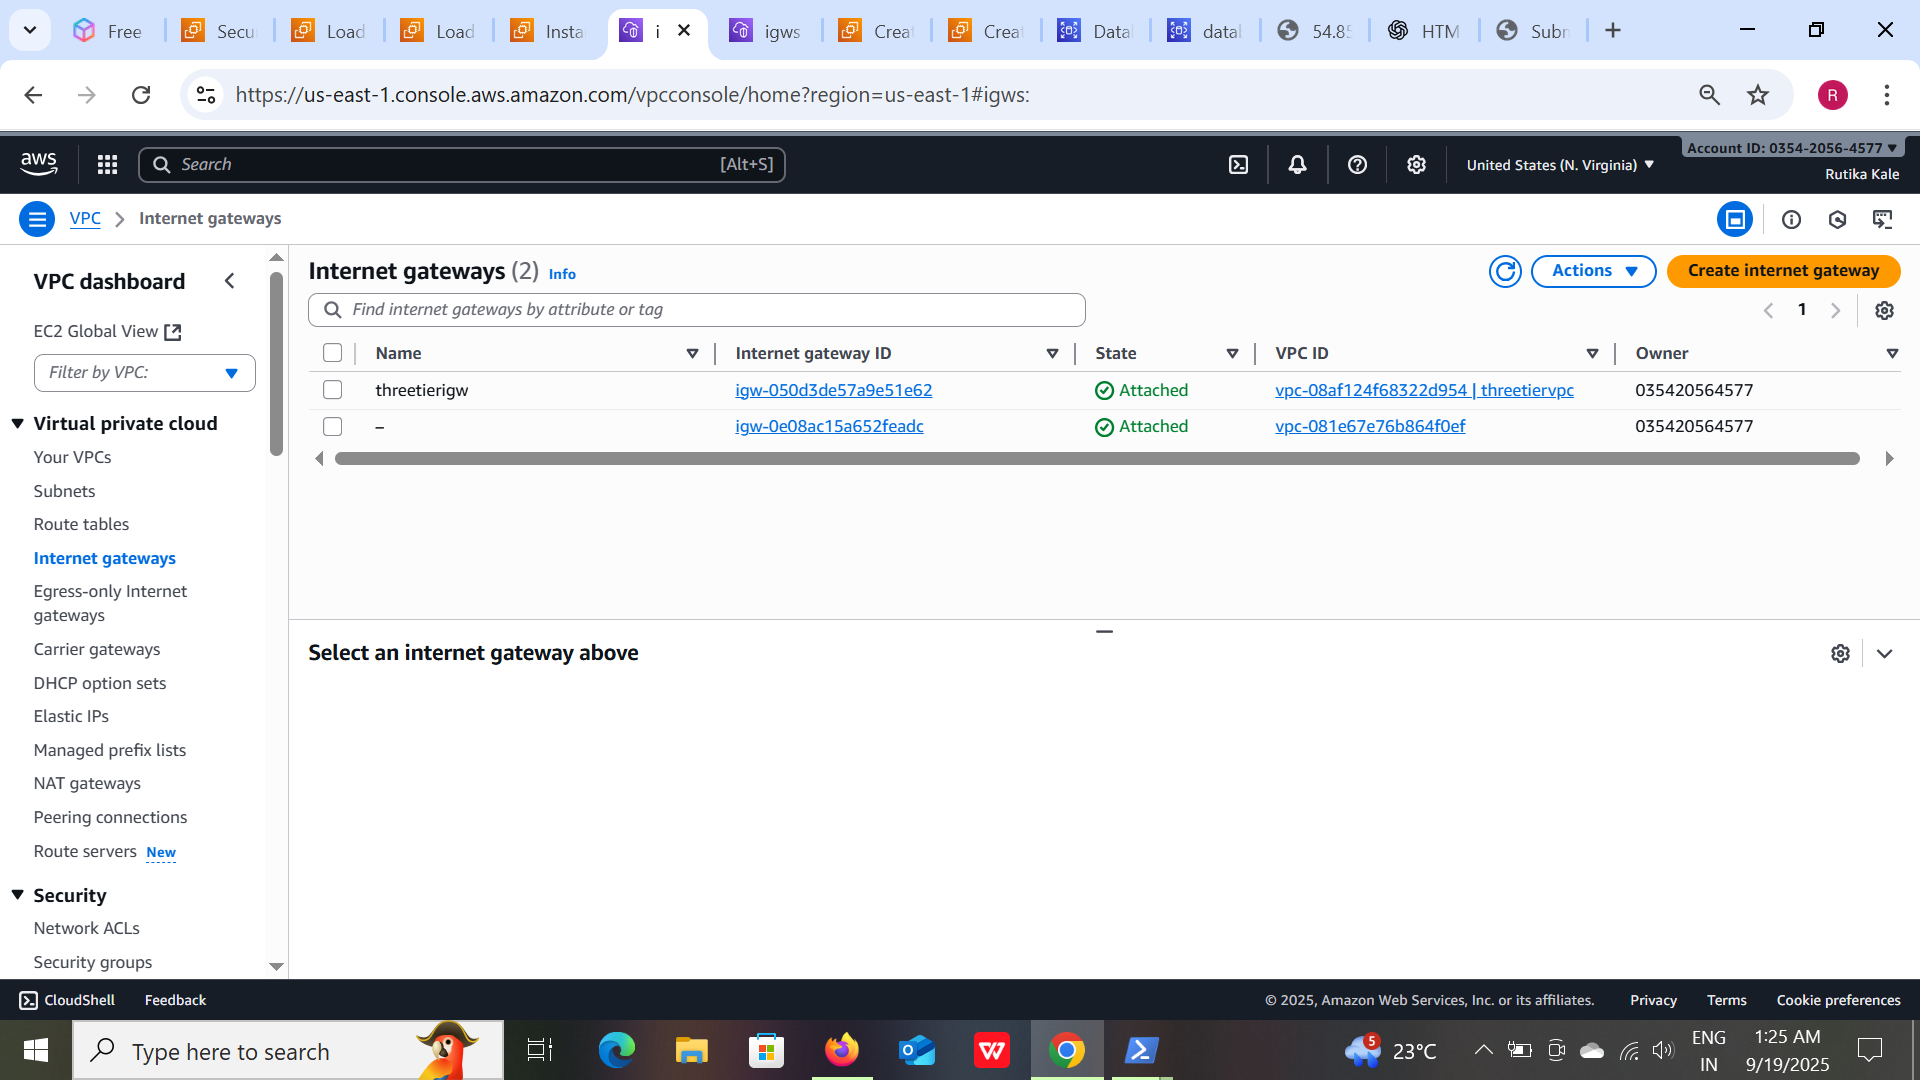 Free
Secu
Load
Load
Insta
i
igws
Creat
Creat
Datal
datal
54.85
HTM
Subn
https://us-east-1.console.aws.amazon.com/vpcconsole/home?region=us-east-1#igws:
R
aws
Search
[Alt+S]
United States (N. Virginia)
Account ID: 0354-2056-4577
Rutika Kale
VPC
Internet gateways
VPC dashboard
EC2 Global View
Filter by VPC:
Virtual private cloud
Your VPCs
Subnets
Route tables
Internet gateways
Egress-only Internet
gateways
Carrier gateways
DHCP option sets
Elastic IPs
Managed prefix lists
NAT gateways
Peering connections
Route servers New
Security
Network ACLs
Security groups
Internet gateways (2) Info
Actions
Create internet gateway
Find internet gateways by attribute or tag
1
Name Internet gateway ID State VPC ID Owner
threetierigw igw-050d3de57a9e51e62 Attached vpc-08af124f68322d954 | threetiervpc 035420564577
– igw-0e08ac15a652feadc Attached vpc-081e67e76b864f0ef 035420564577
Select an internet gateway above
CloudShell Feedback
© 2025, Amazon Web Services, Inc. or its affiliates. Privacy Terms Cookie preferences
Type here to search
5
23°C
ENG
IN
1:25 AM
9/19/2025